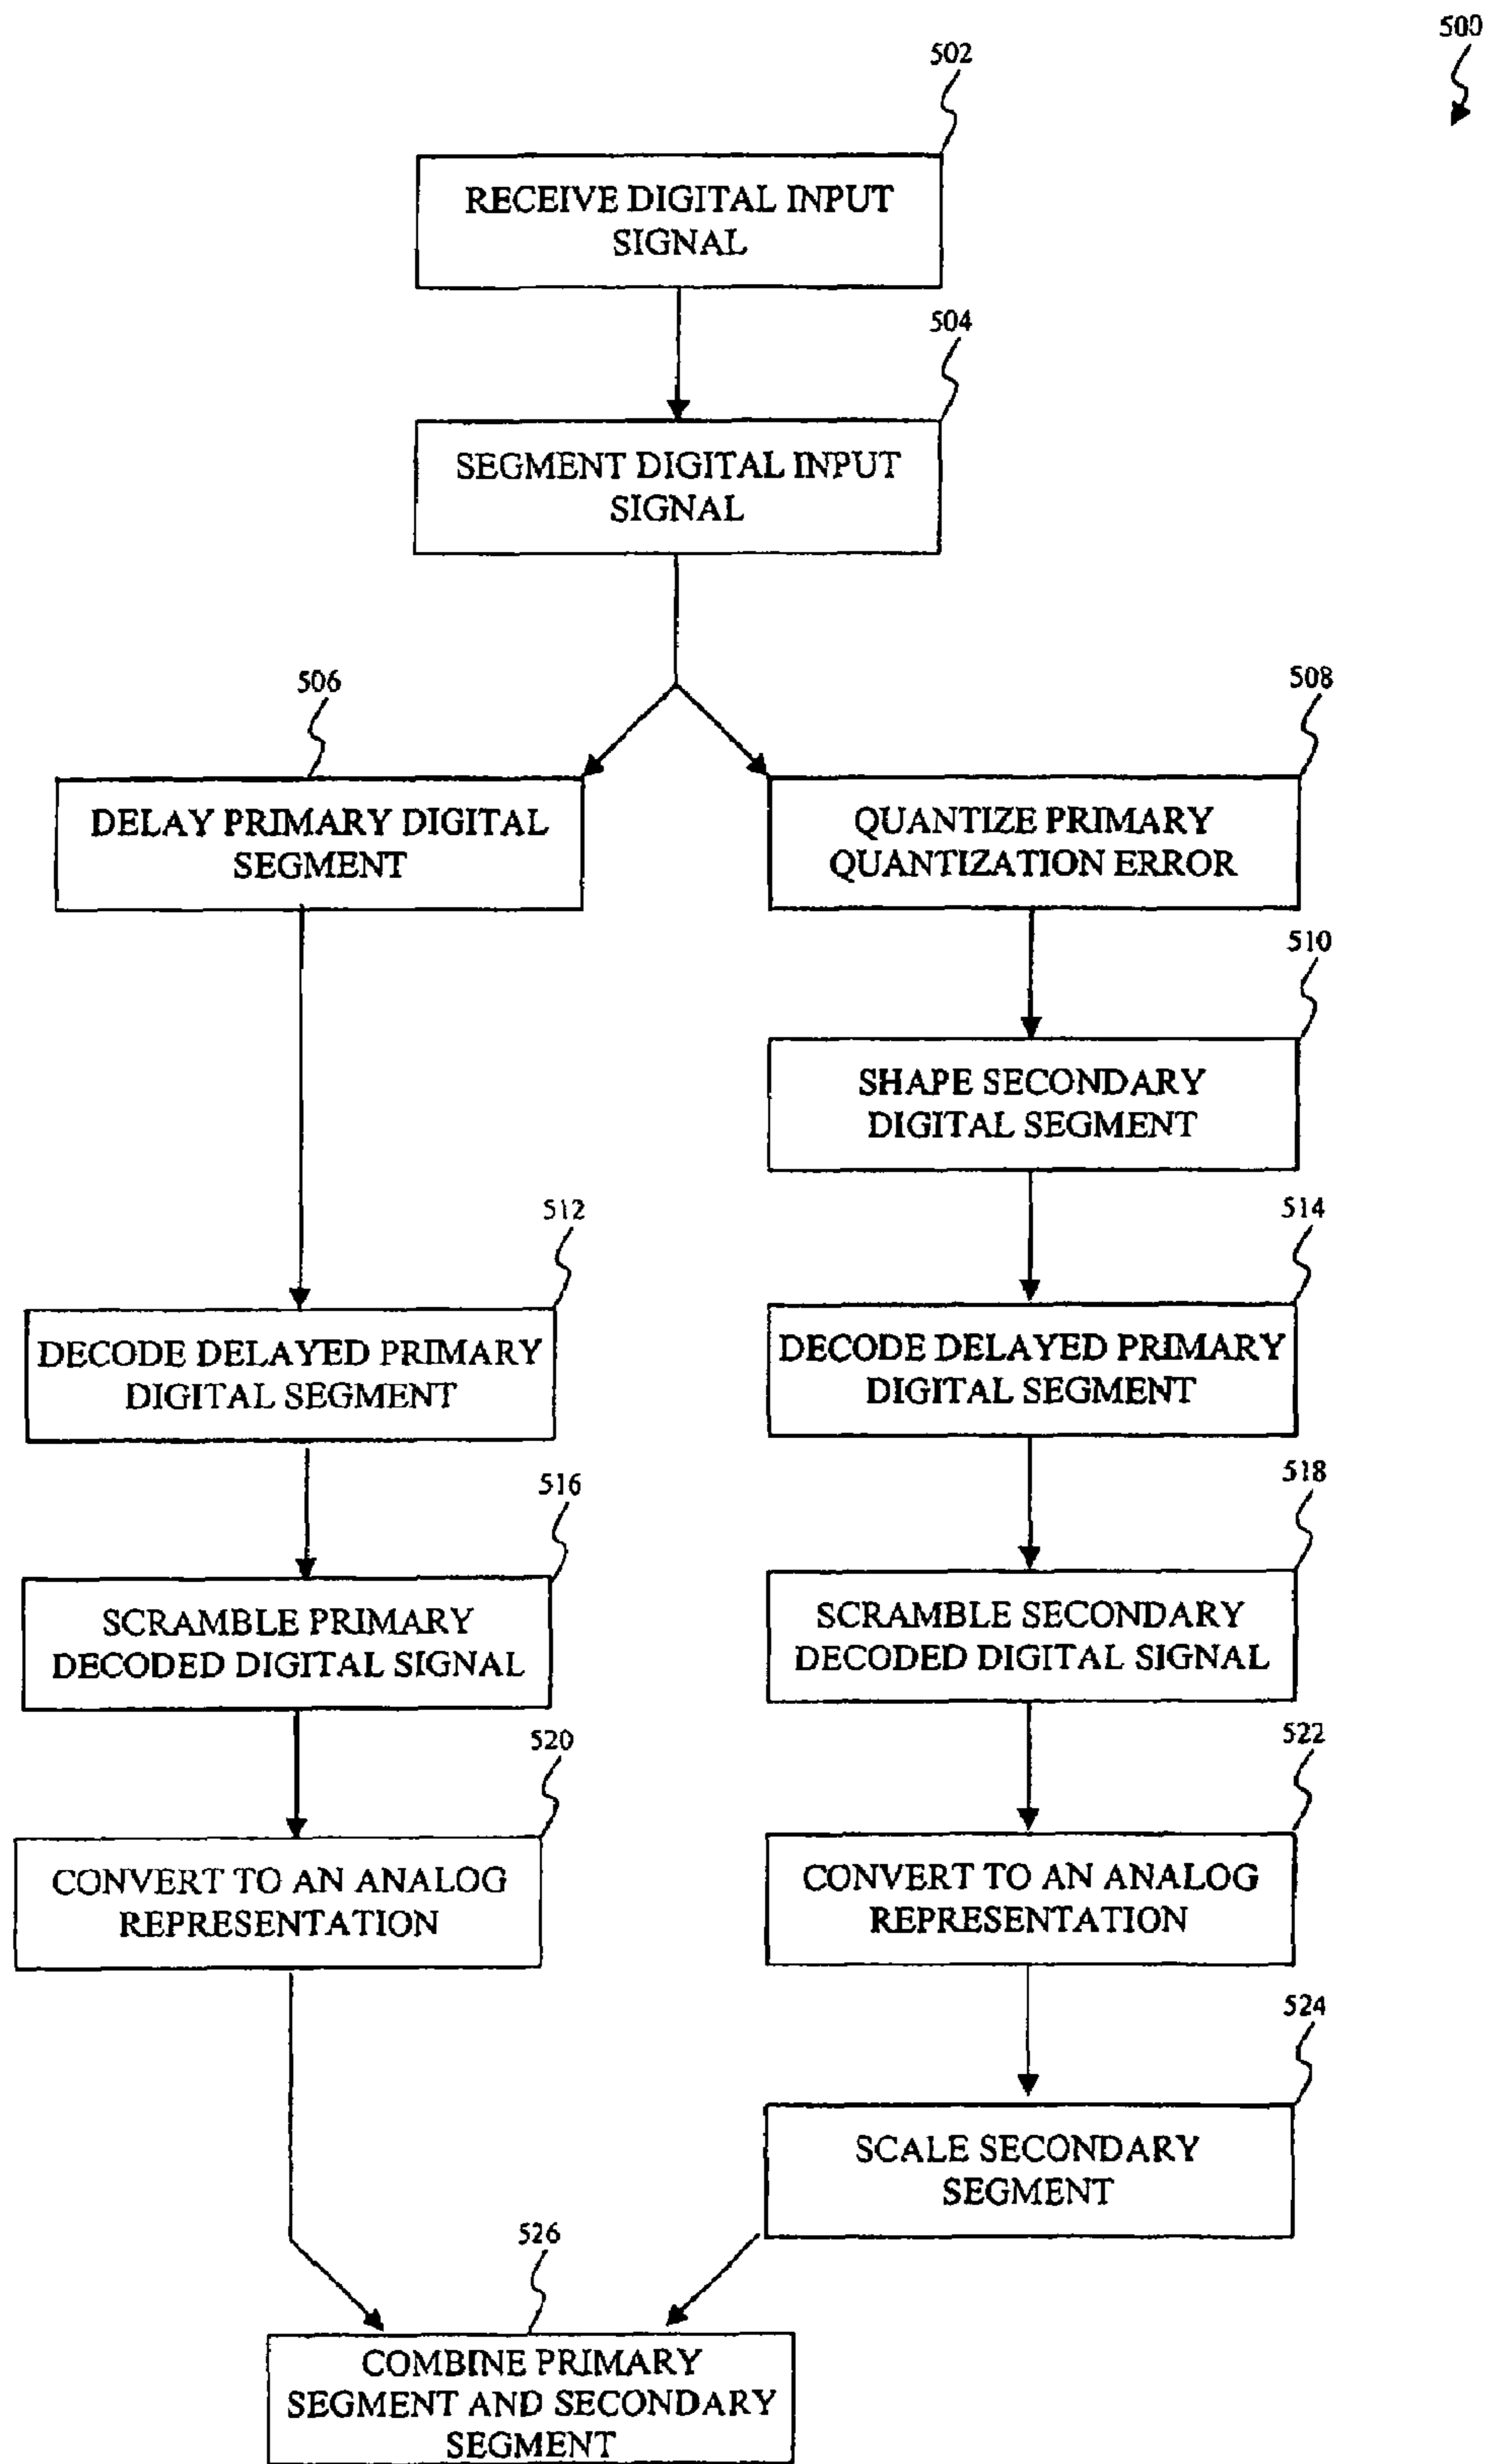 500
502
RECEIVE DIGITAL INPUT
SIGNAL
504
SEGMENT DIGITAL INPUT
SIGNAL
506
DELAY PRIMARY DIGITAL
SEGMENT
508
QUANTIZE PRIMARY
QUANTIZATION ERROR
510
SHAPE SECONDARY
DIGITAL SEGMENT
512
DECODE DELAYED PRIMARY
DIGITAL SEGMENT
514
DECODE DELAYED PRIMARY
DIGITAL SEGMENT
516
SCRAMBLE PRIMARY
DECODED DIGITAL SIGNAL
518
SCRAMBLE SECONDARY
DECODED DIGITAL SIGNAL
520
CONVERT TO AN ANALOG
REPRESENTATION
522
CONVERT TO AN ANALOG
REPRESENTATION
524
SCALE SECONDARY
SEGMENT
526
COMBINE PRIMARY
SEGMENT AND SECONDARY
SEGMENT